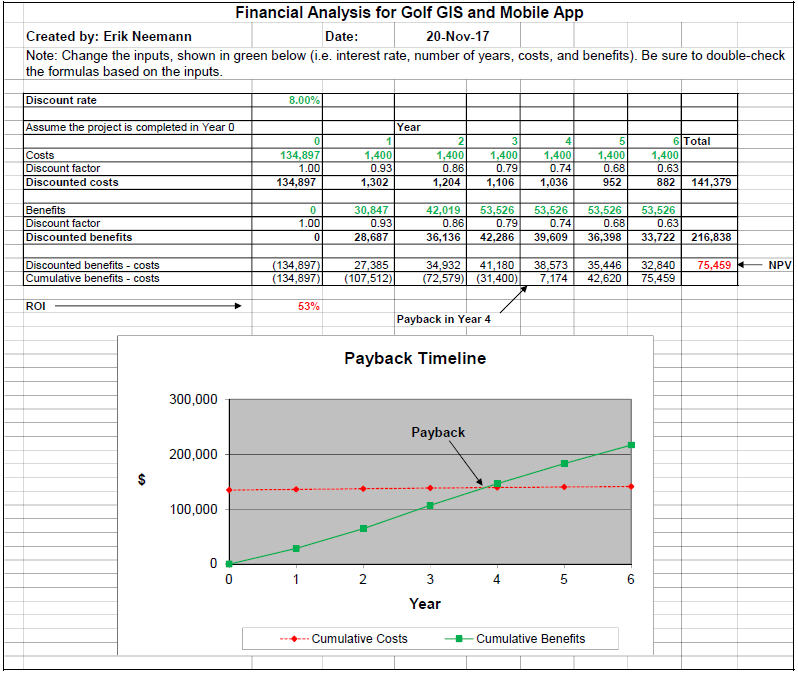 Financial Analysis for Golf GIS and Mobile App
Created by: Erik Neemann Date: 20-Nov-17
Note: Change the inputs, shown in green below (i.e. interest rate, number of years, costs, and benefits). Be sure to double-check
the formulas based on the inputs.
Discount rate 8.00%
Assume the project is completed in Year 0 Year
0 1 2 3 4 5 6 Total
Costs 134,897 1,400 1,400 1,400 1,400 1,400 1,400
Discount factor 1.00 0.93 0.86 0.79 0.74 0.68 0.63
Discounted costs 134,897 1,302 1,204 1,106 1,036 952 882 141,379
Benefits 0 30,847 42,019 53,526 53,526 53,526 53,526
Discount factor 1.00 0.93 0.86 0.79 0.74 0.68 0.63
Discounted benefits 0 28,687 36,136 42,286 39,609 36,398 33,722 216,838
Discounted benefits - costs (134,897) 27,385 34,932 41,180 38,573 35,446 32,840 75,459 NPV
Cumulative benefits - costs (134,897) (107,512) (72,579) (31,400) 7,174 42,620 75,459
ROI 53%
Payback in Year 4
Payback Timeline
300,000
Payback
200,000
$
100,000
0
0 1 2 3 4 5 6
Year
Cumulative Costs Cumulative Benefits